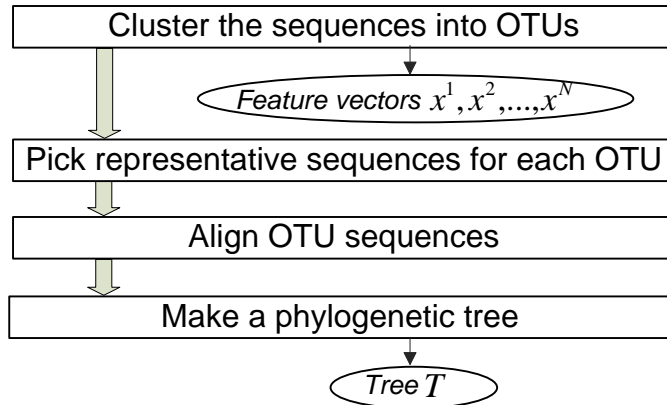 Cluster the sequences into OTUs
Feature vectors x^1, x^2,...,x^N
Pick representative sequences for each OTU
Align OTU sequences
Make a phylogenetic tree
Tree T